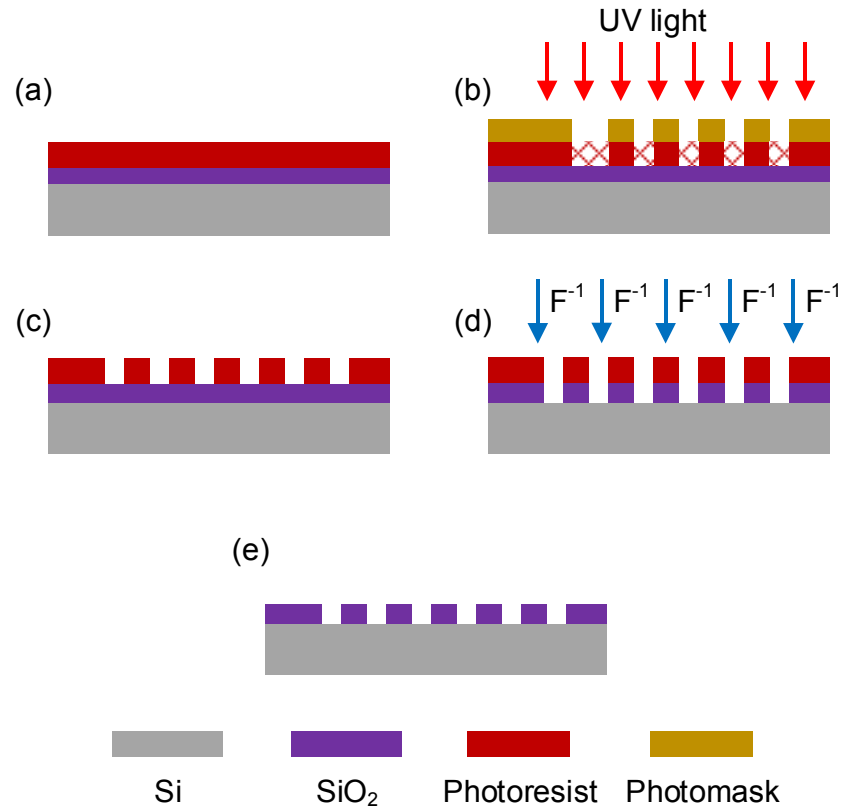 UV light
(a)
(b)
(c)
(d)
F⁻¹ F⁻¹ F⁻¹ F⁻¹ F⁻¹
(e)
Si
SiO₂
Photoresist
Photomask